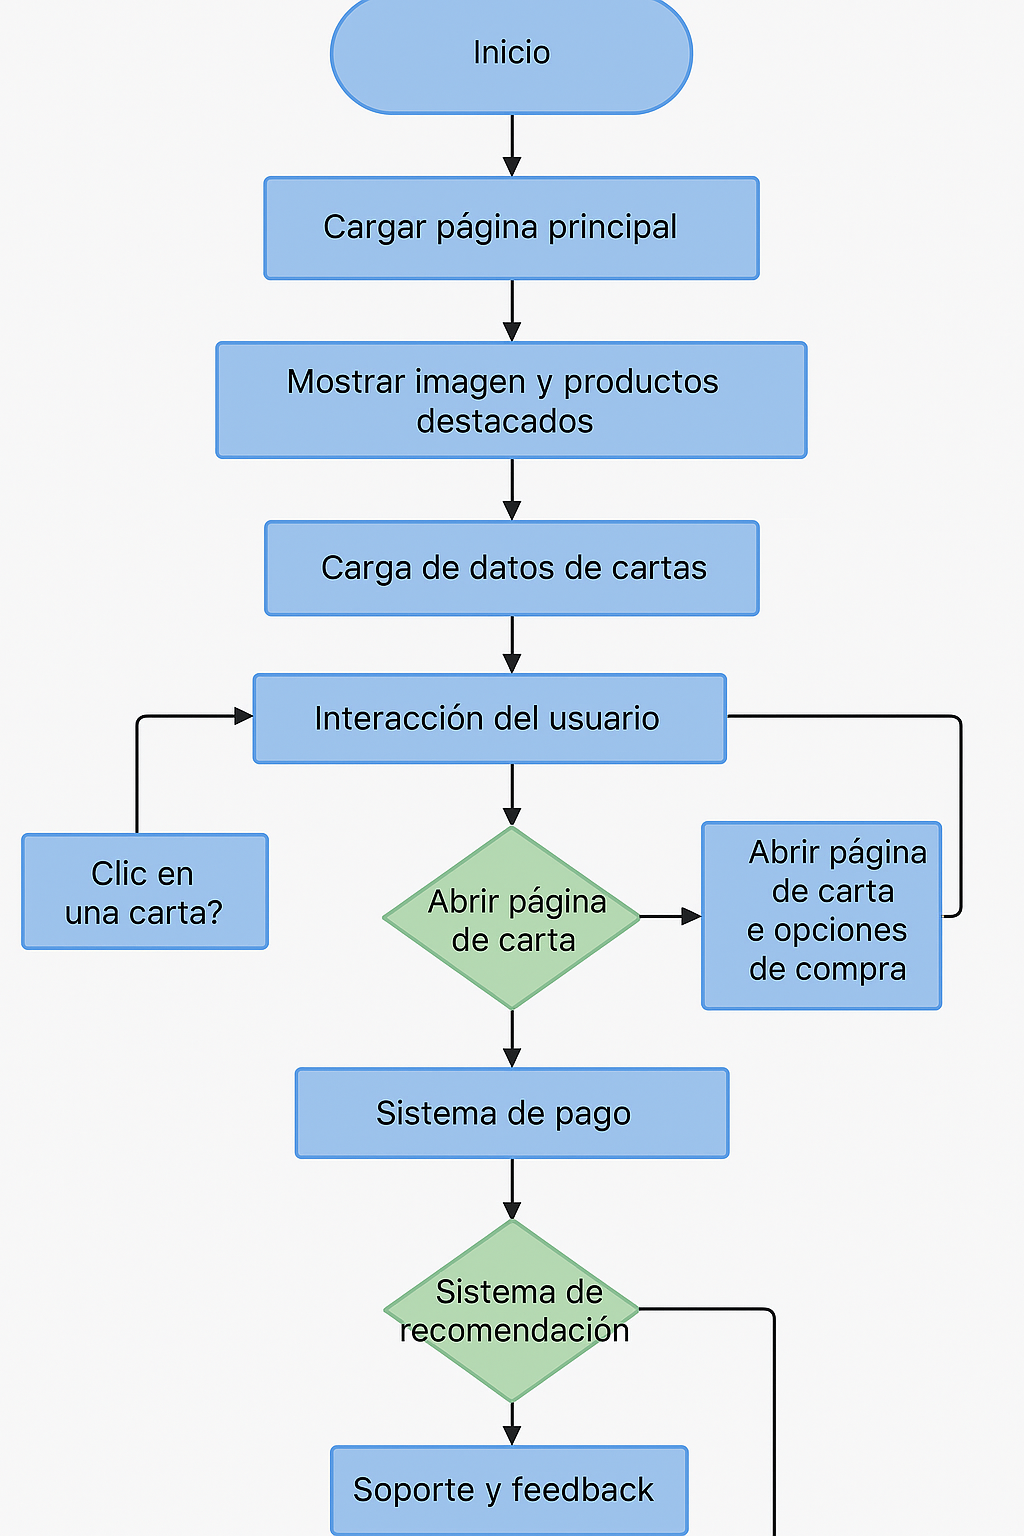 Inicio
Cargar página principal
Mostrar imagen y productos
destacados
Carga de datos de cartas
Interacción del usuario
Clic en
una carta?
Abrir página
de carta
Abrir página
de carta
e opciones
de compra
Sistema de pago
Sistema de
recomendación
Soporte y feedback